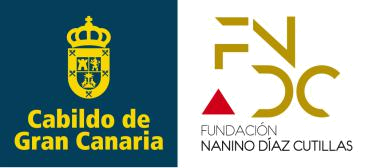 Cabildo de
Gran Canaria
FNDC
FUNDACIÓN
NANINO DÍAZ CUTILLAS